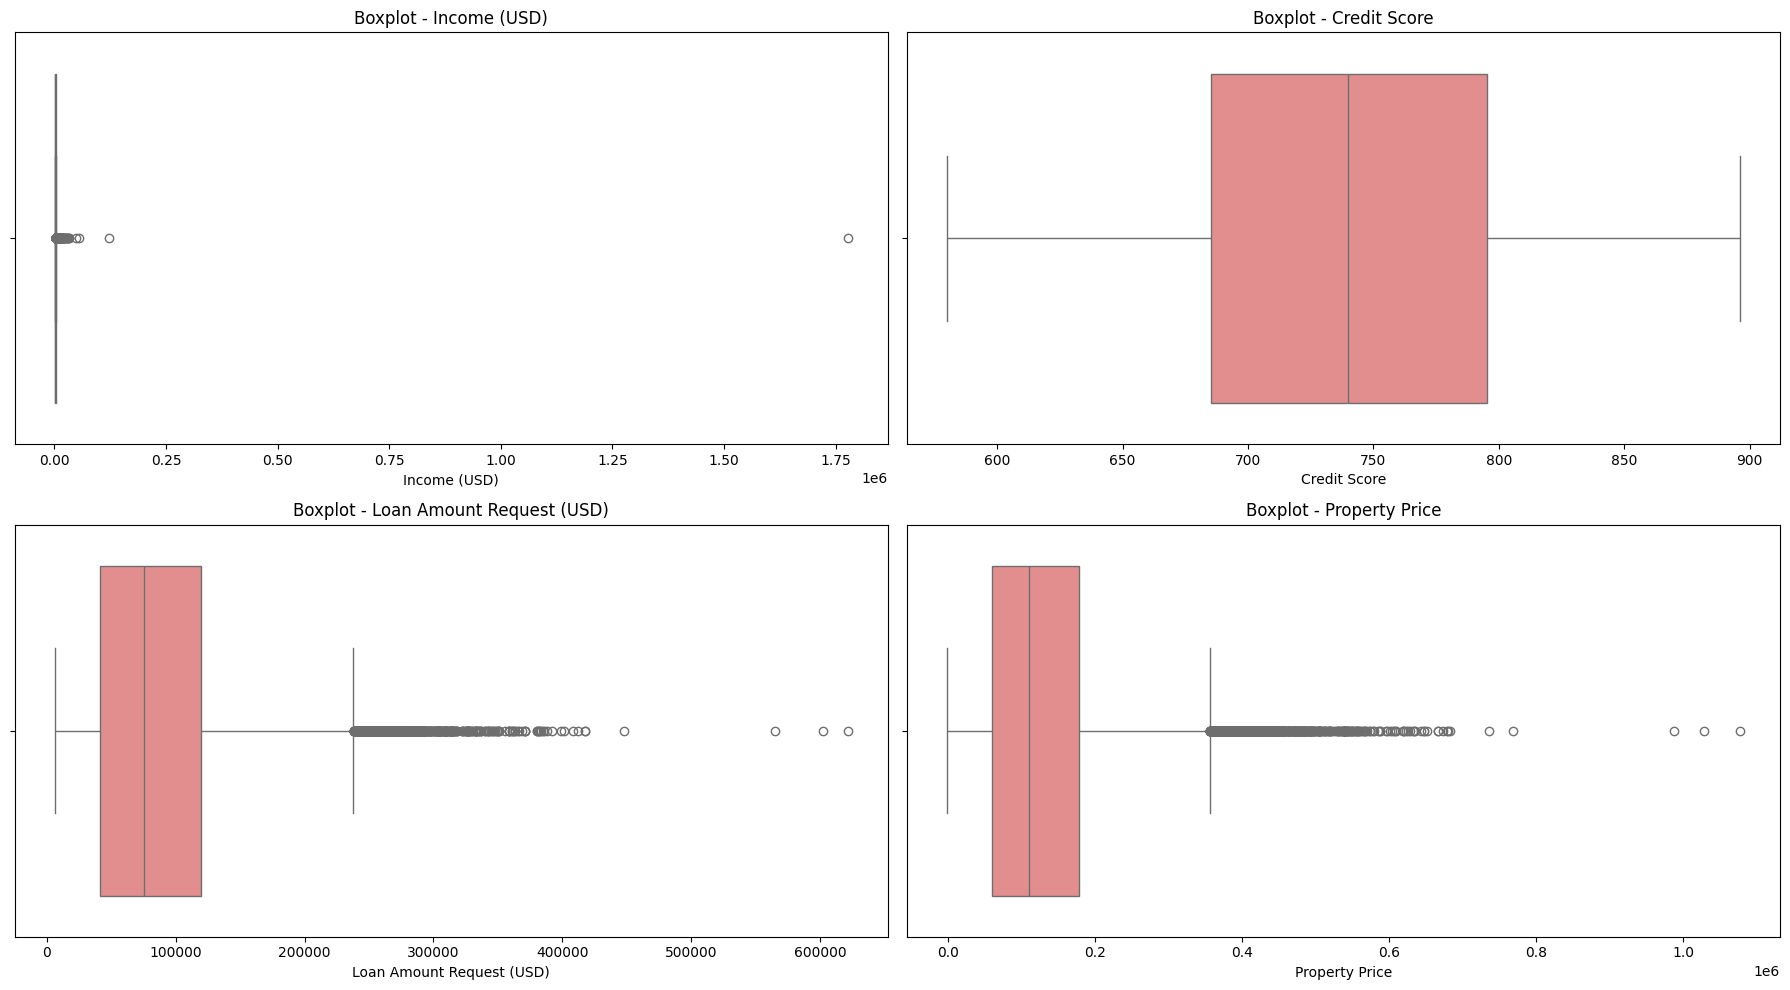 Boxplot - Income (USD)
Boxplot - Credit Score
0.00 0.25 0.50 0.75 1.00 1.25 1.50 1.75
1e6
Income (USD)
600 650 700 750 800 850 900
Credit Score
Boxplot - Loan Amount Request (USD)
Boxplot - Property Price
0 100000 200000 300000 400000 500000 600000
Loan Amount Request (USD)
0.0 0.2 0.4 0.6 0.8 1.0
1e6
Property Price